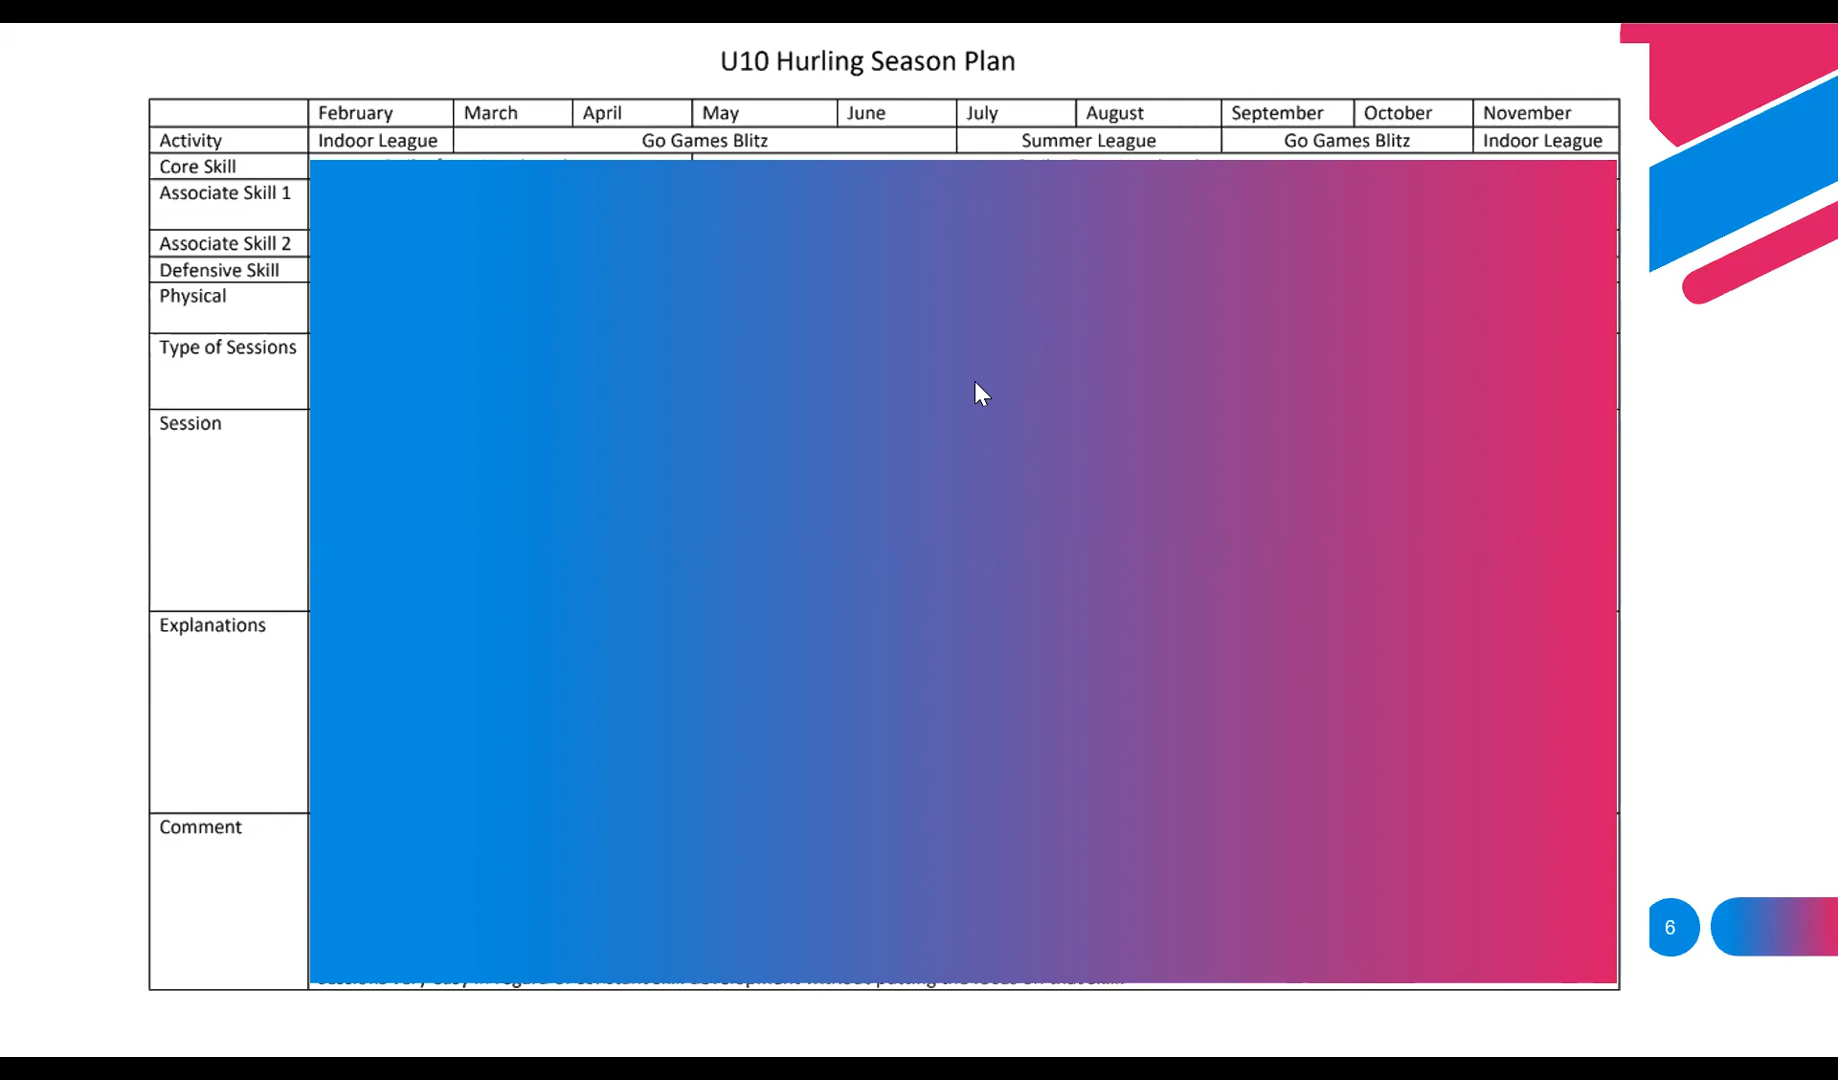 U10 Hurling Season Plan
February March April May June July August September October November
Activity Indoor League Go Games Blitz Summer League Go Games Blitz Indoor League
Core Skill
Associate Skill 1
Associate Skill 2
Defensive Skill
Physical
Type of Sessions
Session
Explanations
Comment
6